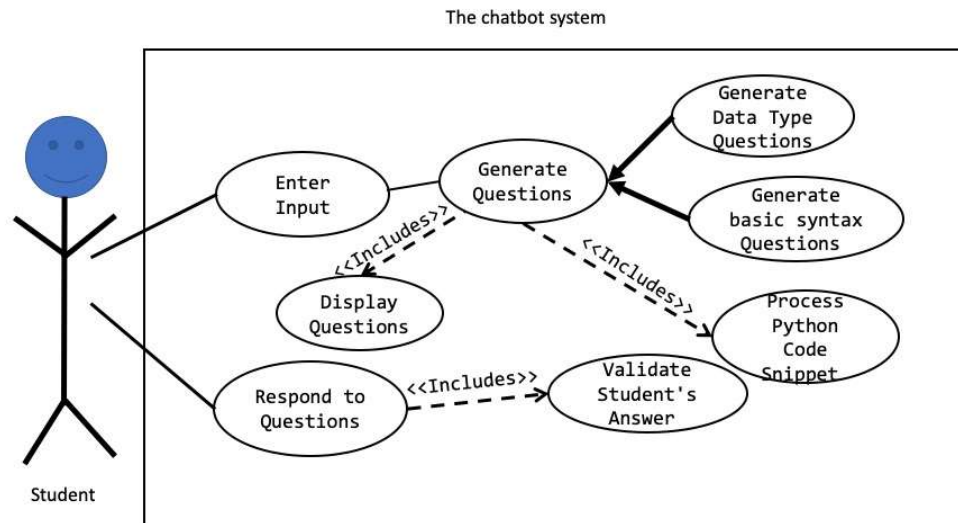 The chatbot system
Generate
Data Type
Questions
Enter
Input
Generate
Questions
Generate
basic syntax
Questions
<<Includes>>
<<Includes>>
Display
Questions
Process
Python
Code
Snippet
Respond to
Questions
<<Includes>>
Validate
Student's
Answer
Student